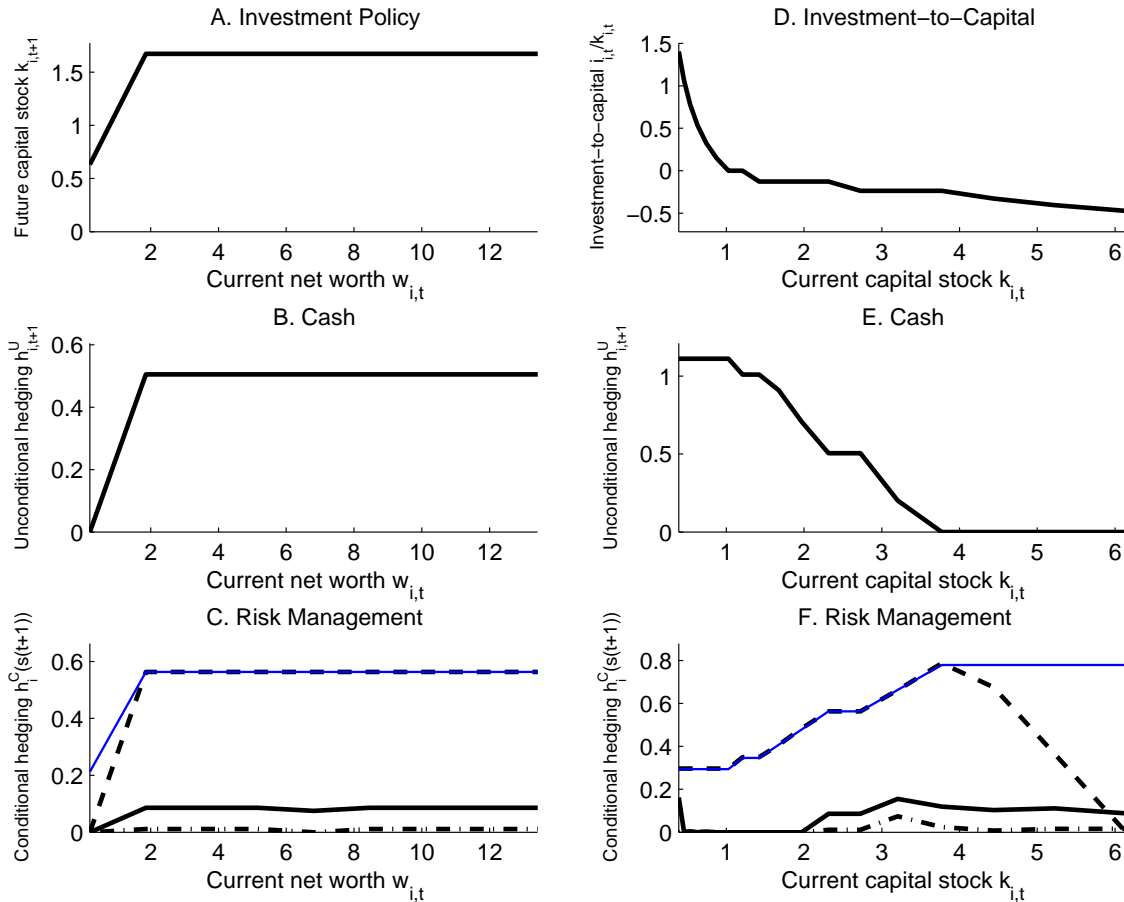 A. Investment Policy
Future capital stock k_{i,t+1}
1.5
1
0.5
0
2 4 6 8 10 12
Current net worth w_{i,t}
D. Investment−to−Capital
Investment−to−capital i_{i,t}/k_{i,t}
1.5
1
0.5
0
−0.5
1 2 3 4 5 6
Current capital stock k_{i,t}
B. Cash
Unconditional hedging h^U_{i,t+1}
0.6
0.4
0.2
0
2 4 6 8 10 12
Current net worth w_{i,t}
E. Cash
Unconditional hedging h^U_{i,t+1}
1
0.5
0
1 2 3 4 5 6
Current capital stock k_{i,t}
C. Risk Management
Conditional hedging h^C_i(s(t+1))
0.6
0.4
0.2
0
2 4 6 8 10 12
Current net worth w_{i,t}
F. Risk Management
Conditional hedging h^C_i(s(t+1))
0.8
0.6
0.4
0.2
0
1 2 3 4 5 6
Current capital stock k_{i,t}